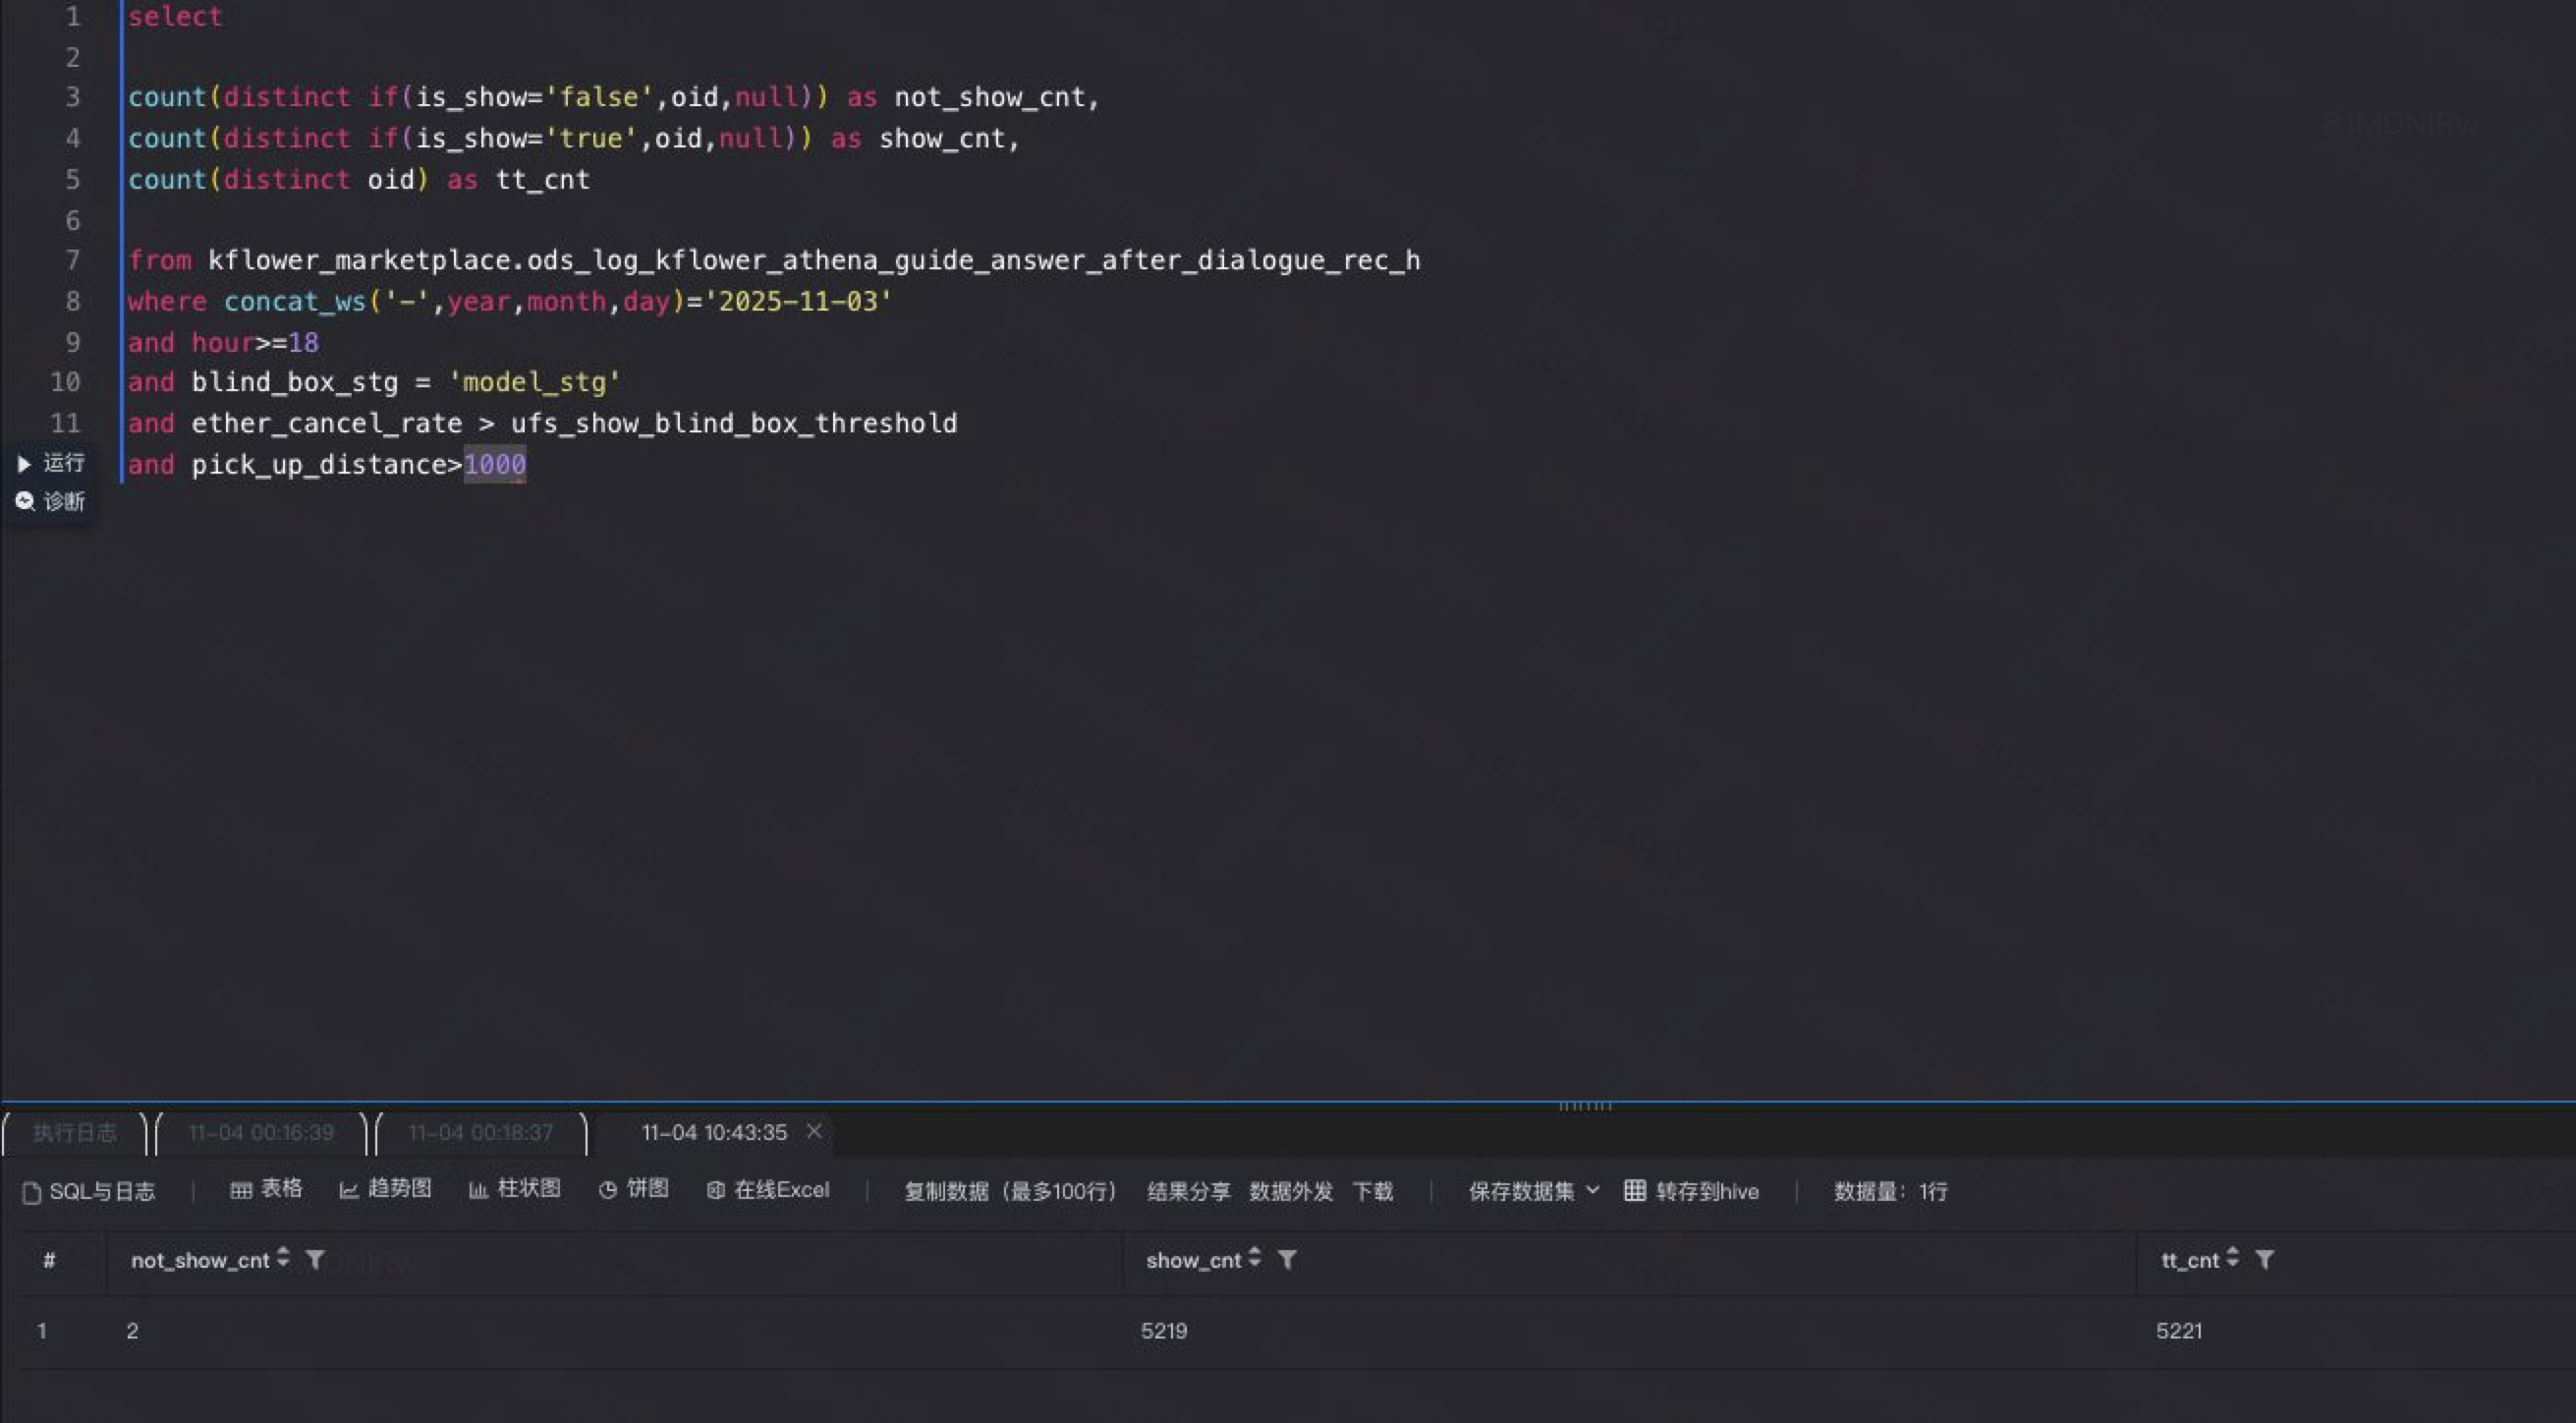 1 select
2
3 count(distinct if(is_show='false',oid,null)) as not_show_cnt,
4 count(distinct if(is_show='true',oid,null)) as show_cnt,
5 count(distinct oid) as tt_cnt
6
7 from kflower_marketplace.ods_log_kflower_athena_guide_answer_after_dialogue_rec_h
8 where concat_ws('-',year,month,day)='2025-11-03'
9 and hour>=18
10 and blind_box_stg = 'model_stg'
11 and ether_cancel_rate > ufs_show_blind_box_threshold
运行 and pick_up_distance>1000
诊断
执行日志 11-04 00:16:39 11-04 00:18:37 11-04 10:43:35
SQL与日志 表格 趋势图 柱状图 饼图 在线Excel 复制数据（最多100行） 结果分享 数据外发 下载 保存数据集 转存到hive 数据量：1行
# not_show_cnt show_cnt tt_cnt
1 2 5219 5221